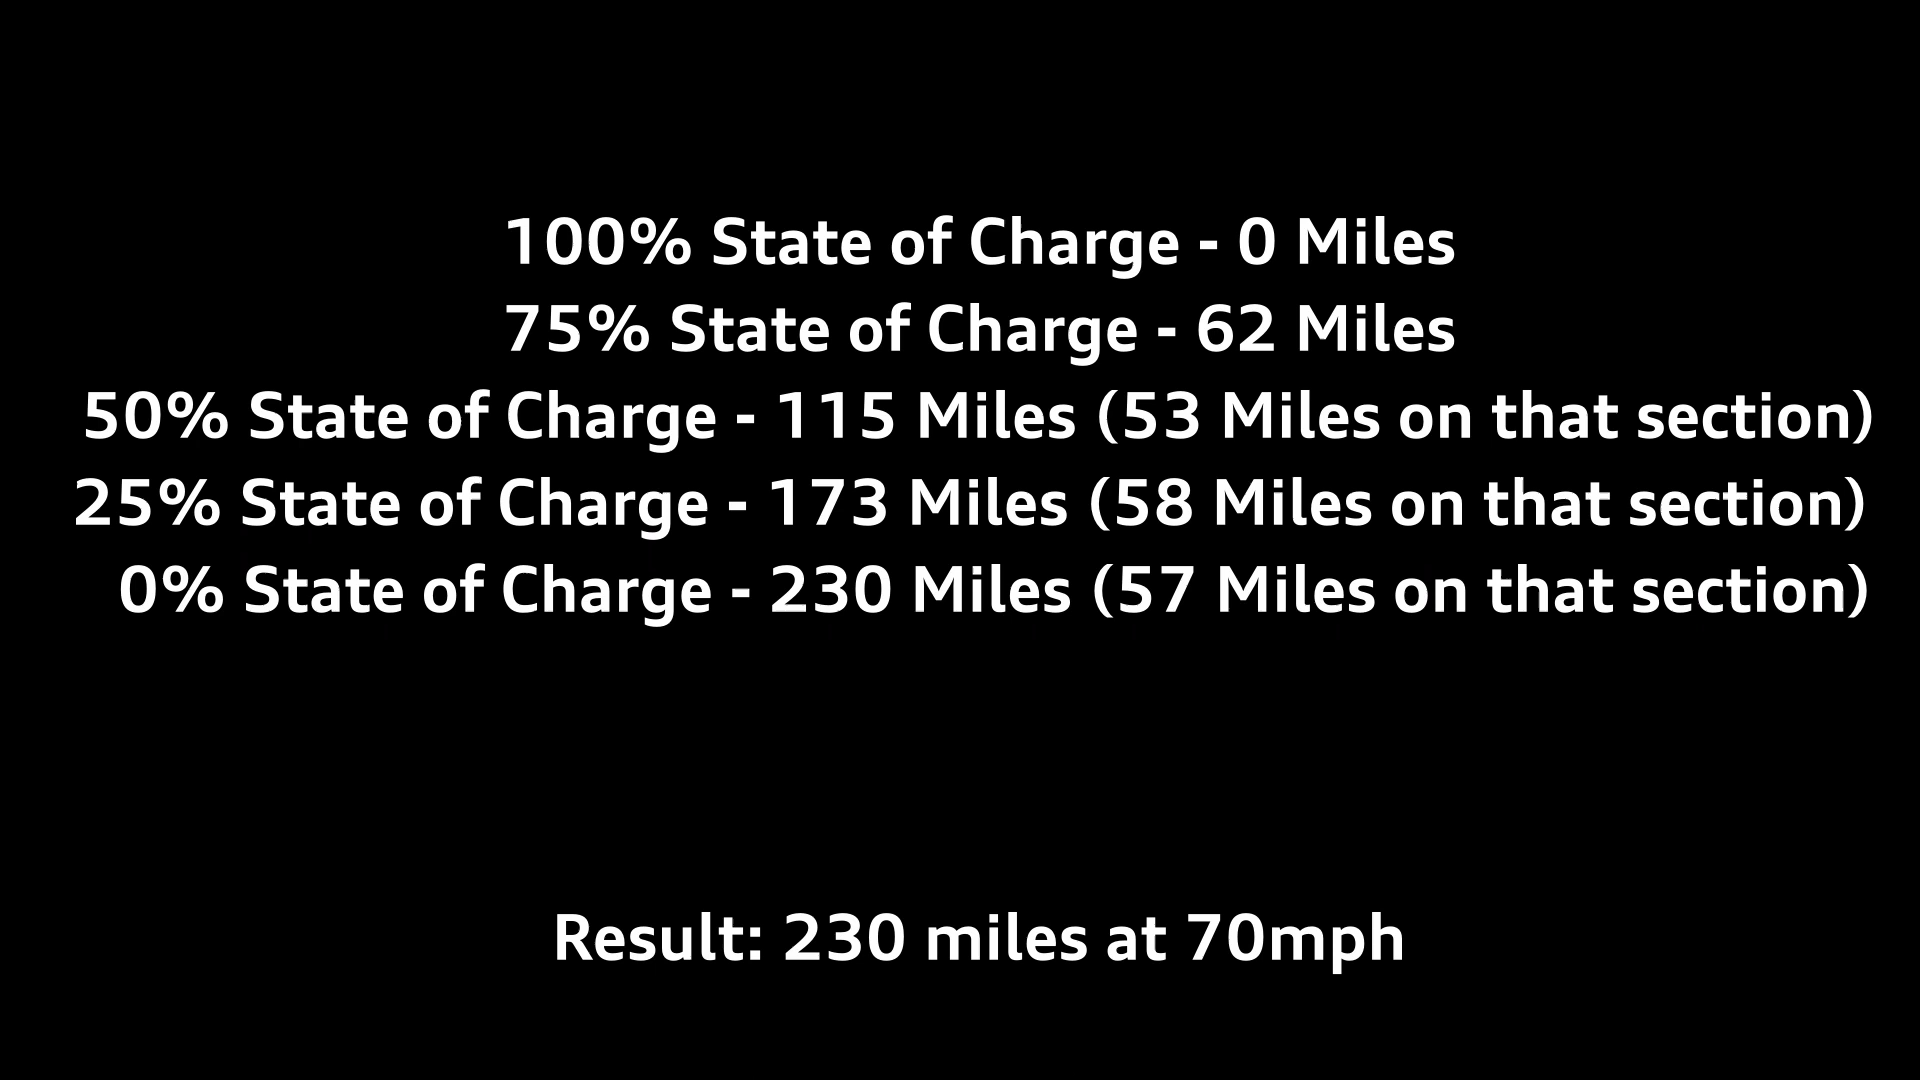 100% State of Charge - 0 Miles
75% State of Charge - 62 Miles
50% State of Charge - 115 Miles (53 Miles on that section)
25% State of Charge - 173 Miles (58 Miles on that section)
0% State of Charge - 230 Miles (57 Miles on that section)
Result: 230 miles at 70mph